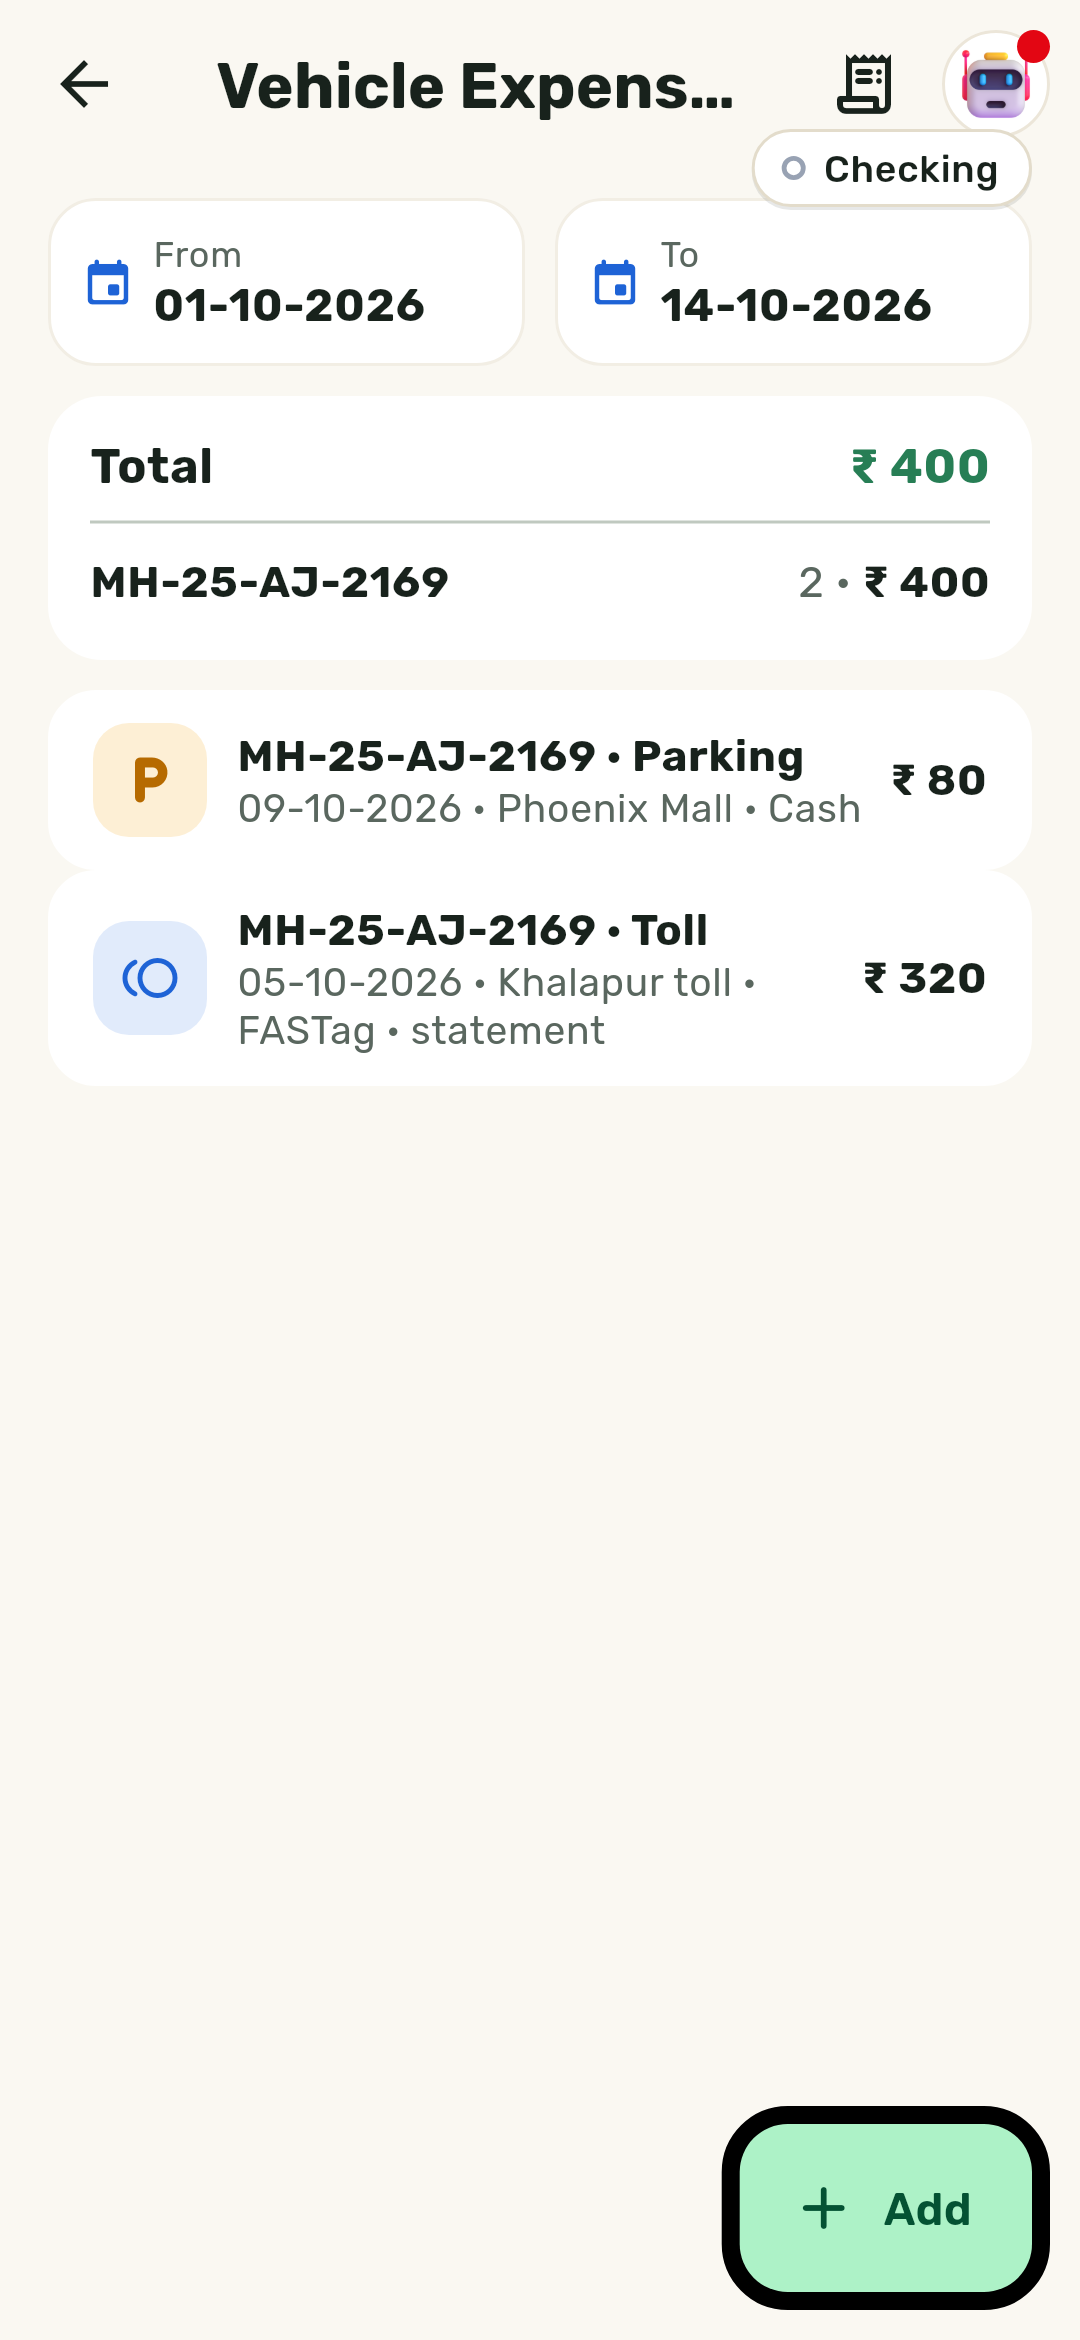 Vehicle Expens...
Checking
From
01-10-2026
To
14-10-2026
Total
₹ 400
MH-25-AJ-2169
2 • ₹ 400
P
MH-25-AJ-2169 • Parking
09-10-2026 • Phoenix Mall • Cash
₹ 80
MH-25-AJ-2169 • Toll
05-10-2026 • Khalapur toll •
FASTag • statement
₹ 320
+ Add